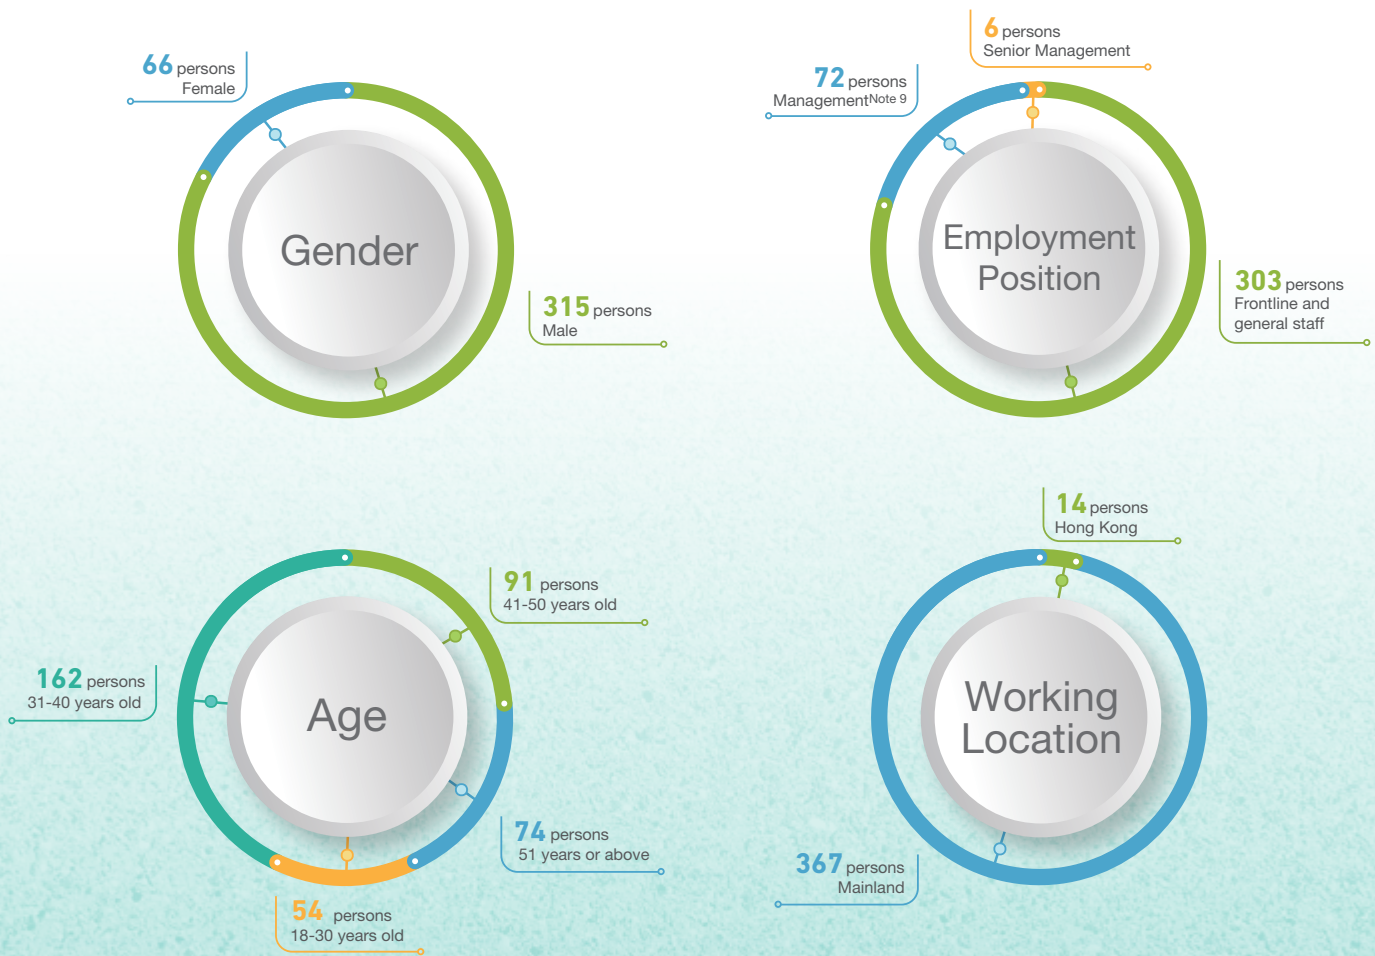 66 persons
Female
Gender
315 persons
Male
6 persons
Senior Management
72 persons
Management Note 9
Employment
Position
303 persons
Frontline and
general staff
91 persons
41-50 years old
162 persons
31-40 years old
Age
74 persons
51 years or above
54 persons
18-30 years old
14 persons
Hong Kong
Working
Location
367 persons
Mainland